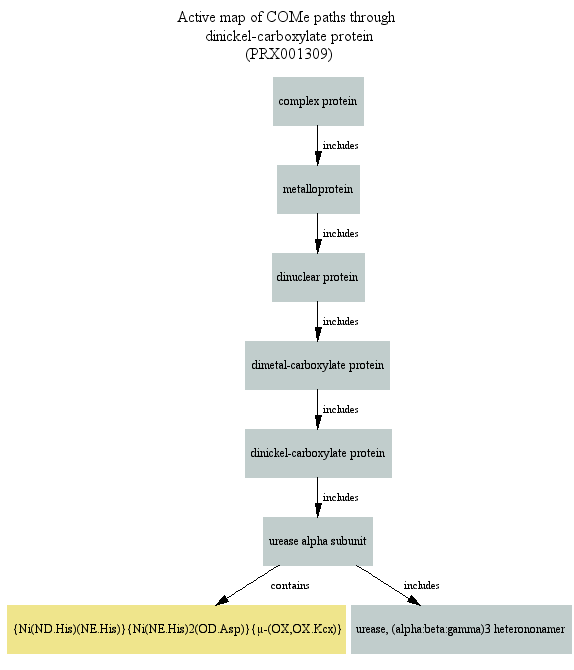 Active map of COMe paths through
dinickel-carboxylate protein
(PRX001309)
complex protein
includes
metalloprotein
includes
dinuclear protein
includes
dimetal-carboxylate protein
includes
dinickel-carboxylate protein
includes
urease alpha subunit
contains
includes
{Ni(ND.His)(NE.His)}{Ni(NE.His)2(OD.Asp)}{μ-(OX,OX.Kcx)}
urease, (alpha:beta:gamma)3 heterononamer